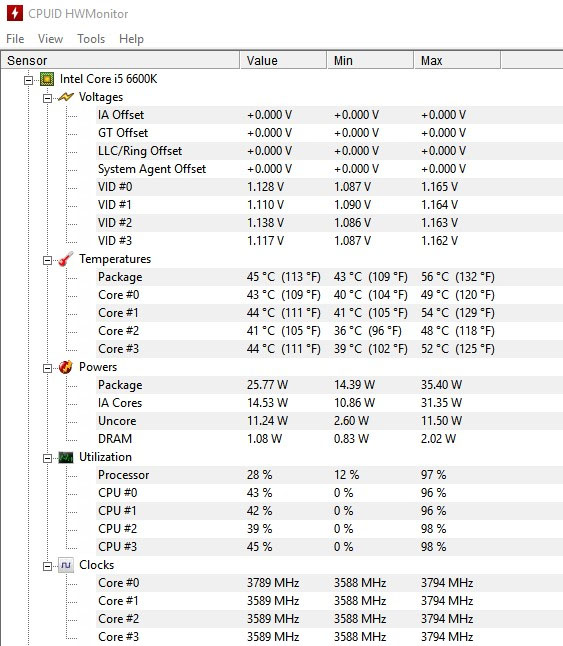 CPUID HWMonitor
File View Tools Help
Sensor Value Min Max
Intel Core i5 6600K
Voltages
IA Offset +0.000 V +0.000 V +0.000 V
GT Offset +0.000 V +0.000 V +0.000 V
LLC/Ring Offset +0.000 V +0.000 V +0.000 V
System Agent Offset +0.000 V +0.000 V +0.000 V
VID #0 1.128 V 1.087 V 1.165 V
VID #1 1.110 V 1.090 V 1.164 V
VID #2 1.138 V 1.086 V 1.163 V
VID #3 1.117 V 1.087 V 1.162 V
Temperatures
Package 45 °C (113 °F) 43 °C (109 °F) 56 °C (132 °F)
Core #0 43 °C (109 °F) 40 °C (104 °F) 49 °C (120 °F)
Core #1 44 °C (111 °F) 41 °C (105 °F) 54 °C (129 °F)
Core #2 41 °C (105 °F) 36 °C (96 °F) 48 °C (118 °F)
Core #3 44 °C (111 °F) 39 °C (102 °F) 52 °C (125 °F)
Powers
Package 25.77 W 14.39 W 35.40 W
IA Cores 14.53 W 10.86 W 31.35 W
Uncore 11.24 W 2.60 W 11.50 W
DRAM 1.08 W 0.83 W 2.02 W
Utilization
Processor 28 % 12 % 97 %
CPU #0 43 % 0 % 96 %
CPU #1 42 % 0 % 96 %
CPU #2 39 % 0 % 98 %
CPU #3 45 % 0 % 98 %
Clocks
Core #0 3789 MHz 3588 MHz 3794 MHz
Core #1 3589 MHz 3588 MHz 3794 MHz
Core #2 3589 MHz 3588 MHz 3794 MHz
Core #3 3589 MHz 3588 MHz 3794 MHz